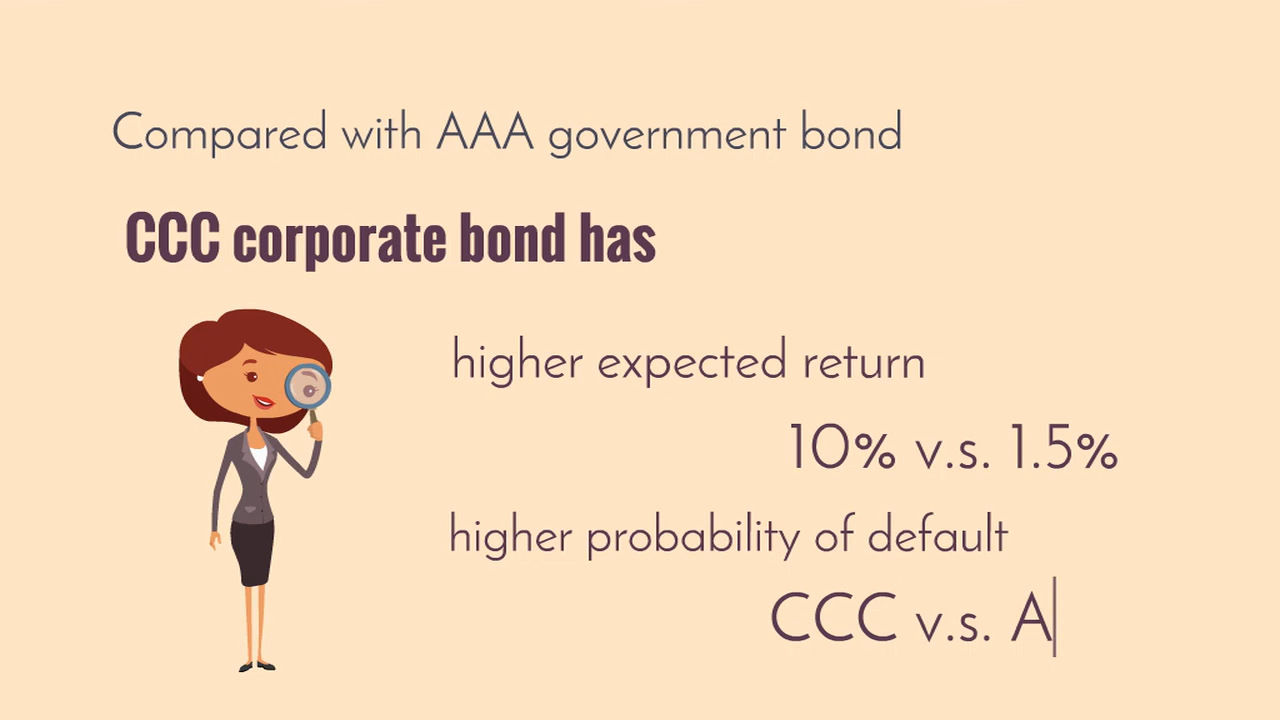 Compared with AAA government bond
CCC corporate bond has
higher expected return
10% v.s. 1.5%
higher probability of default
CCC v.s. A